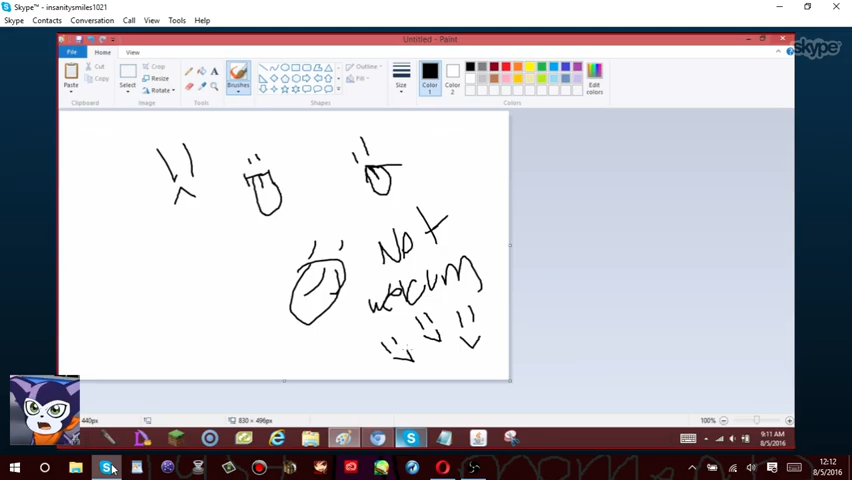 Skype™ - insanitysmiles1021
Skype Contacts Conversation Call View Tools Help
Untitled - Paint
skype
File Home View
Paste
Cut
Copy
Select
Crop
Resize
Rotate
Brushes
Outline
Fill
Size
Color 1
Color 2
Edit colors
Clipboard
Image
Tools
Shapes
Colors
Not
440px
830 × 496px
100%
9:11 AM
8/5/2016
12:12
8/5/2016